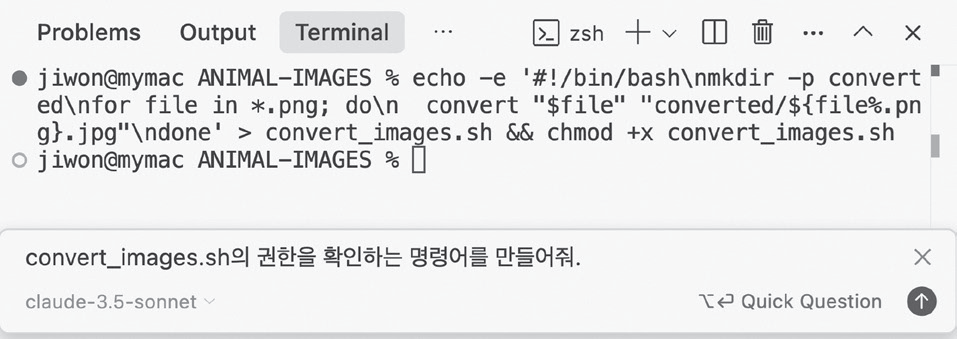 Problems Output Terminal ··· zsh ···
jiwon@mymac ANIMAL-IMAGES % echo -e '#!/bin/bash\nmkdir -p convert
ed\nfor file in *.png; do\n  convert "$file" "converted/${file%.pn
g}.jpg"\ndone' > convert_images.sh && chmod +x convert_images.sh
jiwon@mymac ANIMAL-IMAGES %
convert_images.sh의 권한을 확인하는 명령어를 만들어줘.
claude-3.5-sonnet ⌥⏎ Quick Question